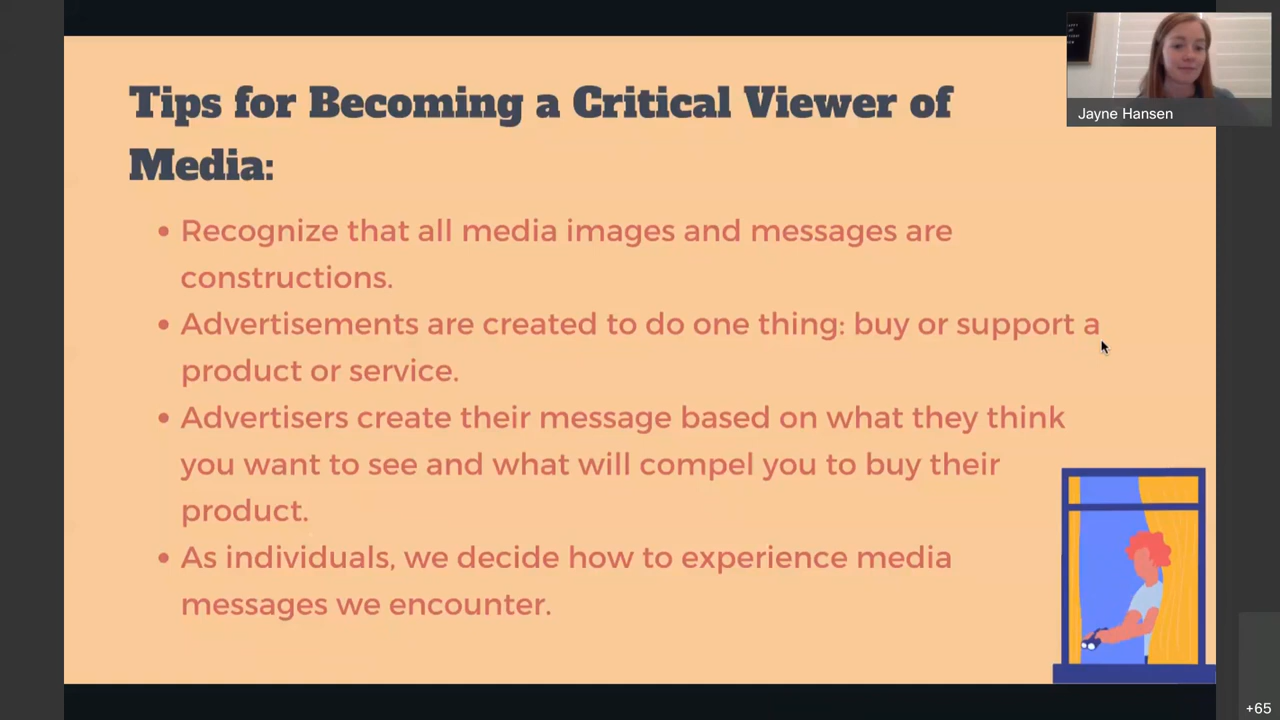 Tips for Becoming a Critical Viewer of
Media:
Jayne Hansen
• Recognize that all media images and messages are
constructions.
• Advertisements are created to do one thing: buy or support a
product or service.
• Advertisers create their message based on what they think
you want to see and what will compel you to buy their
product.
• As individuals, we decide how to experience media
messages we encounter.
+65